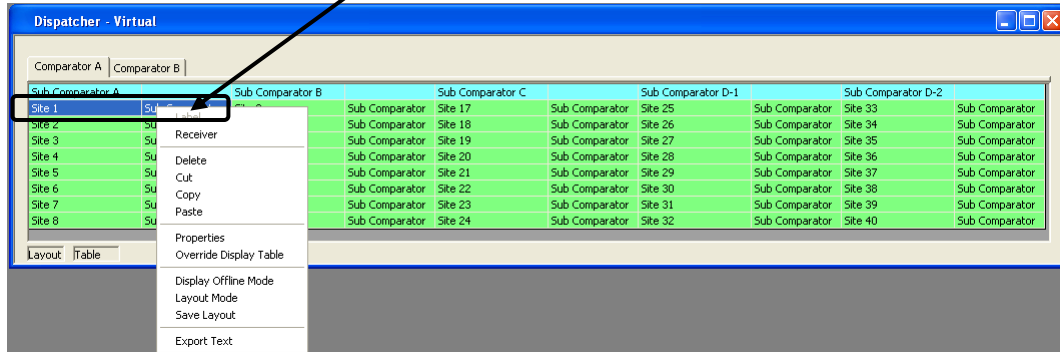 Dispatcher - Virtual
Comparator A Comparator B
Sub Comparator A Sub Comparator B Sub Comparator C Sub Comparator D-1 Sub Comparator D-2
Site 1 Sub Comparator Site 17 Sub Comparator Site 25 Sub Comparator Site 33 Sub Comparator
Site 2 Sub Comparator Site 18 Sub Comparator Site 26 Sub Comparator Site 34 Sub Comparator
Site 3 Sub Comparator Site 19 Sub Comparator Site 27 Sub Comparator Site 35 Sub Comparator
Site 4 Sub Comparator Site 20 Sub Comparator Site 28 Sub Comparator Site 36 Sub Comparator
Site 5 Sub Comparator Site 21 Sub Comparator Site 29 Sub Comparator Site 37 Sub Comparator
Site 6 Sub Comparator Site 22 Sub Comparator Site 30 Sub Comparator Site 38 Sub Comparator
Site 7 Sub Comparator Site 23 Sub Comparator Site 31 Sub Comparator Site 39 Sub Comparator
Site 8 Sub Comparator Site 24 Sub Comparator Site 32 Sub Comparator Site 40 Sub Comparator
Label
Receiver
Delete
Cut
Copy
Paste
Properties
Override Display Table
Display Offline Mode
Layout Mode
Save Layout
Export Text
Layout Table